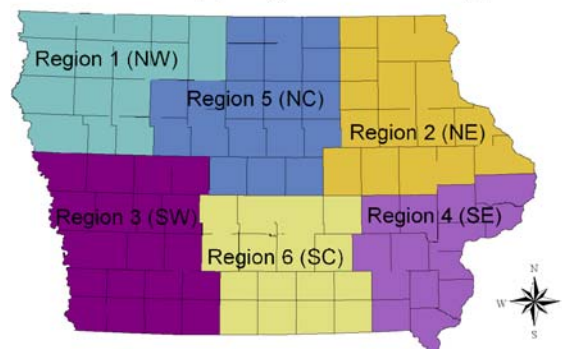 Region 1 (NW)
Region 5 (NC)
Region 2 (NE)
Region 3 (SW)
Region 4 (SE)
Region 6 (SC)
N
W
E
S